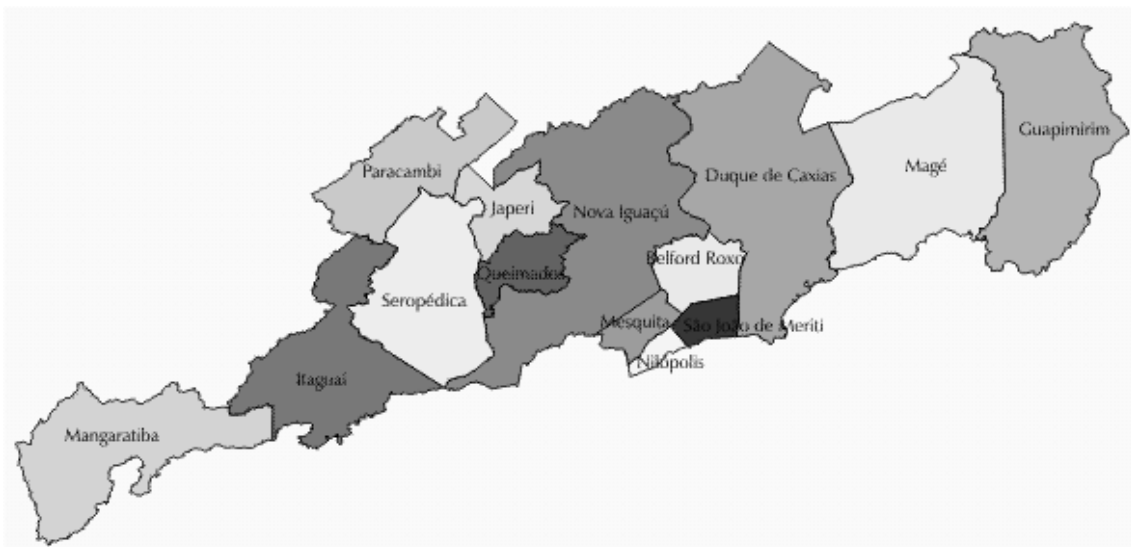 Guapimirim
Magé
Paracambi
Duque de Caxias
Japeri
Nova Iguaçú
Belford Roxo
Queimados
Seropédica
Mesquita
São João de Meriti
Nilópolis
Itaguaí
Mangaratiba